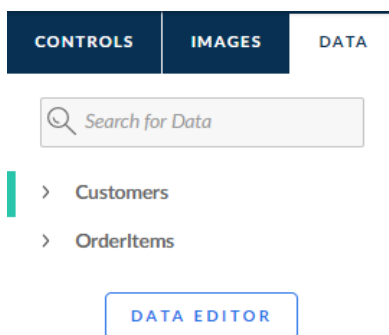 CONTROLS IMAGES DATA
Search for Data
Customers
OrderItems
DATA EDITOR